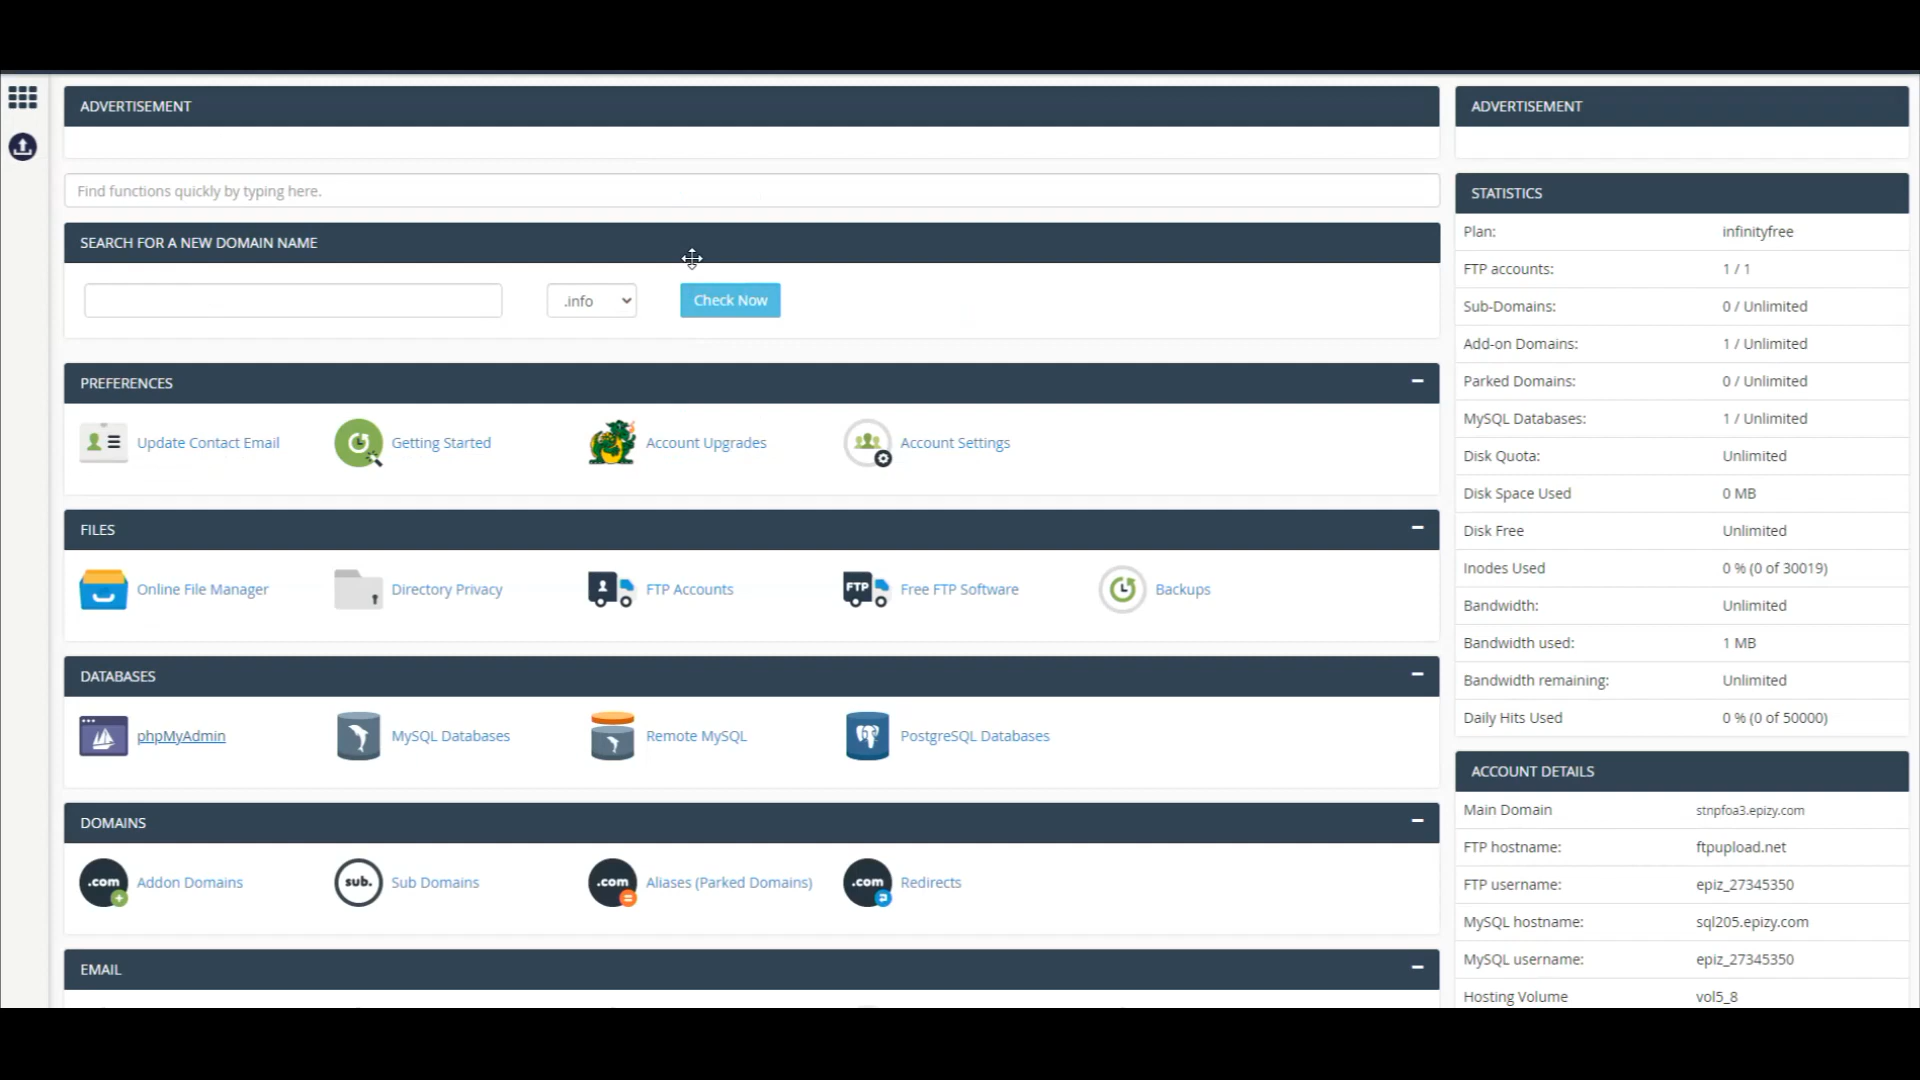 ADVERTISEMENT
Find functions quickly by typing here.
SEARCH FOR A NEW DOMAIN NAME
.info
Check Now
PREFERENCES
Update Contact Email
Getting Started
Account Upgrades
Account Settings
FILES
Online File Manager
Directory Privacy
FTP Accounts
FTP
Free FTP Software
Backups
DATABASES
phpMyAdmin
MySQL Databases
Remote MySQL
PostgreSQL Databases
DOMAINS
.com
Addon Domains
sub.
Sub Domains
.com
Aliases (Parked Domains)
.com
Redirects
EMAIL
ADVERTISEMENT
STATISTICS
Plan: infinityfree
FTP accounts: 1 / 1
Sub-Domains: 0 / Unlimited
Add-on Domains: 1 / Unlimited
Parked Domains: 0 / Unlimited
MySQL Databases: 1 / Unlimited
Disk Quota: Unlimited
Disk Space Used 0 MB
Disk Free Unlimited
Inodes Used 0 % (0 of 30019)
Bandwidth: Unlimited
Bandwidth used: 1 MB
Bandwidth remaining: Unlimited
Daily Hits Used 0 % (0 of 50000)
ACCOUNT DETAILS
Main Domain stnpfoa3.epizy.com
FTP hostname: ftpupload.net
FTP username: epiz_27345350
MySQL hostname: sql205.epizy.com
MySQL username: epiz_27345350
Hosting Volume vol5_8